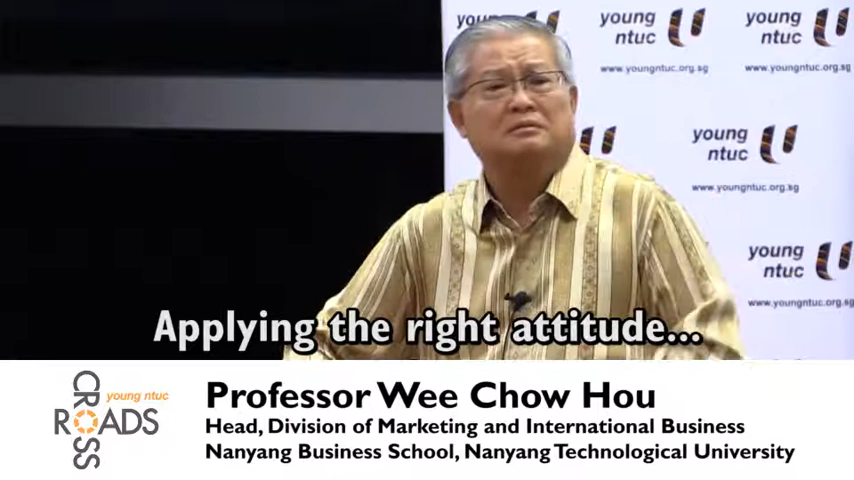 young
ntuc
www.youngntuc.org.sg
young
ntuc
www.youngntuc.org.sg
young
ntuc
www.youngntuc.org.sg
young
ntuc
www.youngntuc.org.sg
Applying the right attitude...
CROSS
ROADS
young ntuc
Professor Wee Chow Hou
Head, Division of Marketing and International Business
Nanyang Business School, Nanyang Technological University